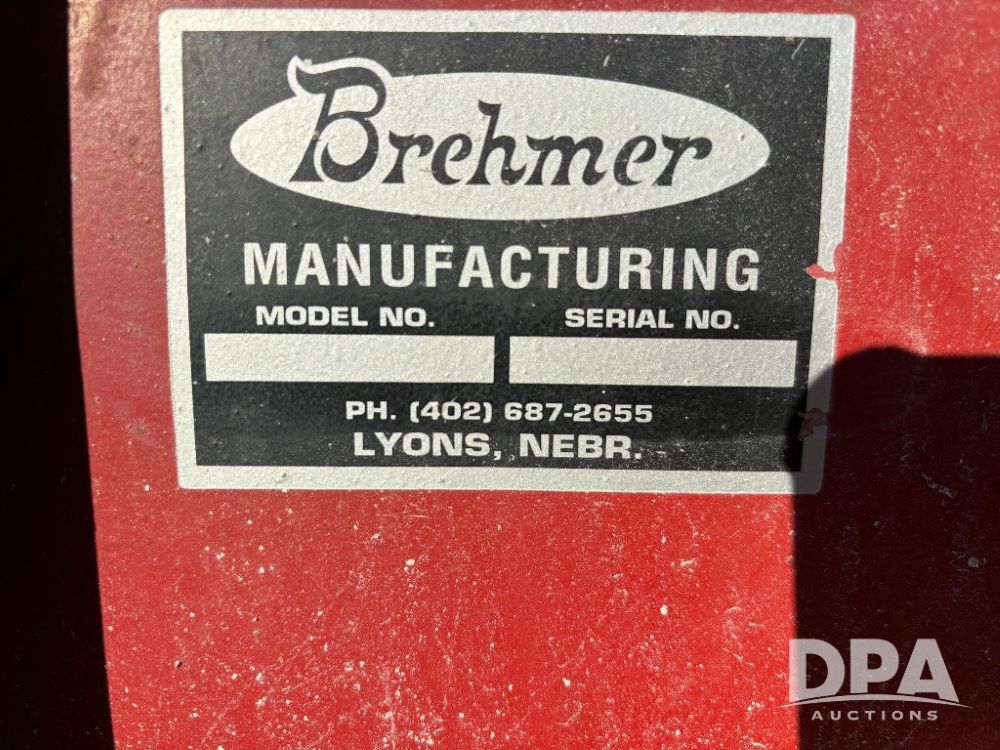 Brehmer
MANUFACTURING
MODEL NO. SERIAL NO.
PH. (402) 687-2655
LYONS, NEBR.
DPA
AUCTIONS